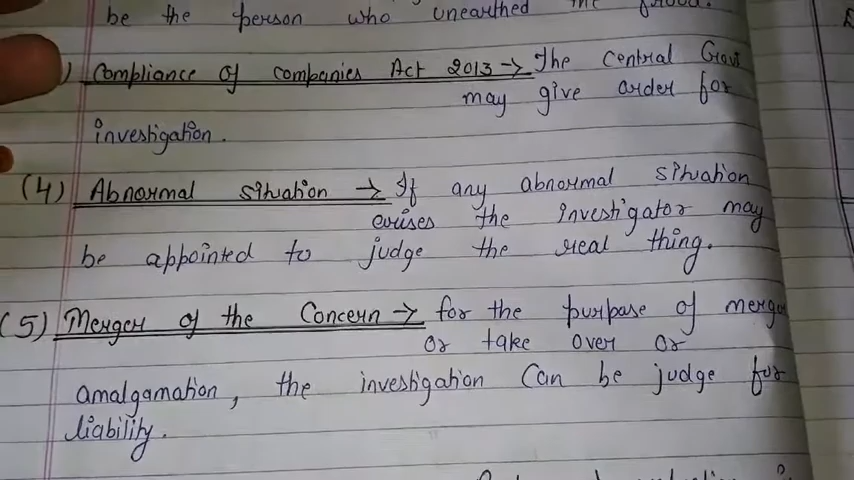 be the person who unearthed the fraud.
) Compliance of companies Act 2013 → The central Govt
may give order for
investigation.
(4) Abnormal situation → If any abnormal situation
arises the investigator may
be appointed to judge the real thing.
(5) Merger of the Concern → for the purpose of merger
or take over or
amalgamation, the investigation Can be judge for
liability.